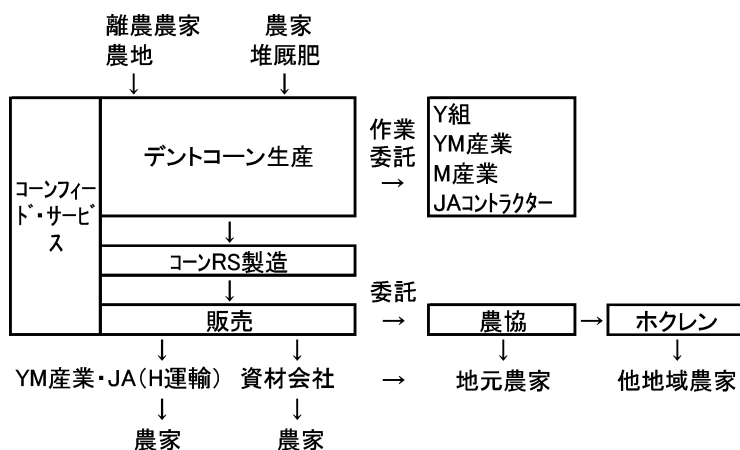 離農農家
農地
↓
農家
堆厩肥
↓
コーンフィー
ド・サービ
ス
デントコーン生産
作業
委託
→
Y組
YM産業
M産業
JAコントラクター
↓
コーンRS製造
↓
販売
委託
→
農協
→
ホクレン
↓
↓
↓
↓
YM産業・JA(H運輸)
資材会社
→
地元農家
他地域農家
↓
↓
農家
農家